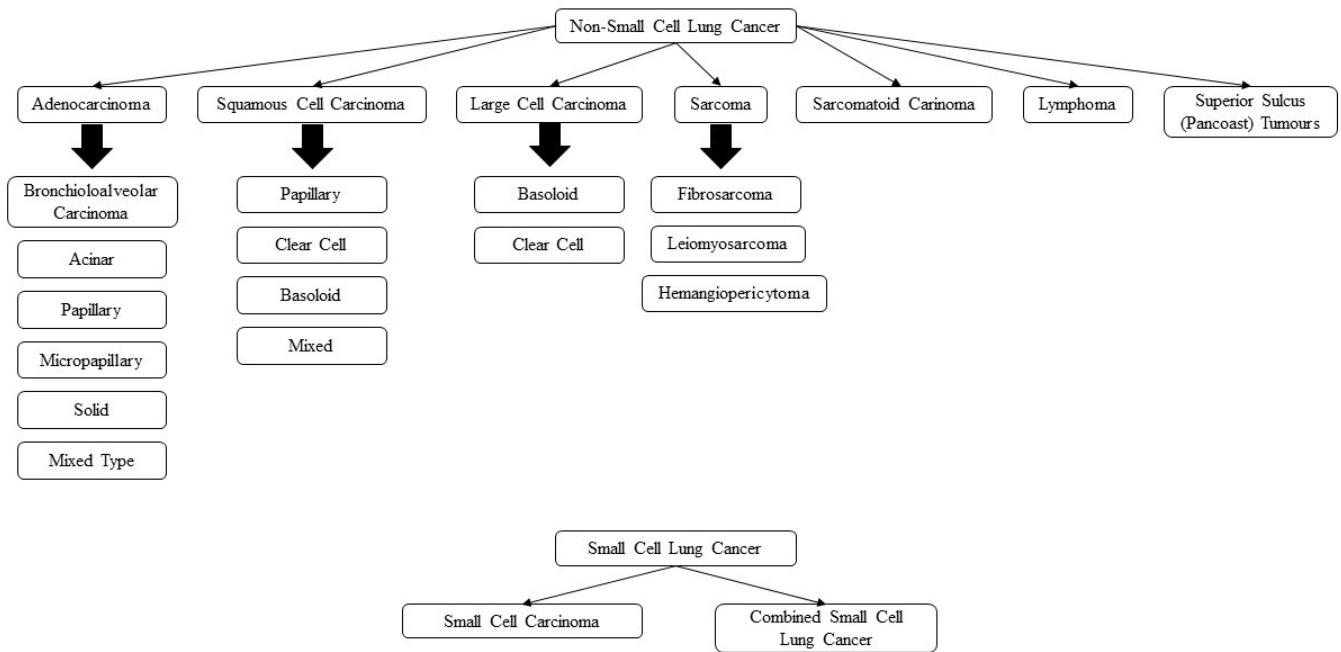 Non-Small Cell Lung Cancer
Adenocarcinoma
Squamous Cell Carcinoma
Large Cell Carcinoma
Sarcoma
Sarcomatoid Carinoma
Lymphoma
Superior Sulcus
(Pancoast) Tumours
Bronchioloalveolar
Carcinoma
Acinar
Papillary
Micropapillary
Solid
Mixed Type
Papillary
Clear Cell
Basoloid
Mixed
Basoloid
Clear Cell
Fibrosarcoma
Leiomyosarcoma
Hemangiopericytoma
Small Cell Lung Cancer
Small Cell Carcinoma
Combined Small Cell
Lung Cancer